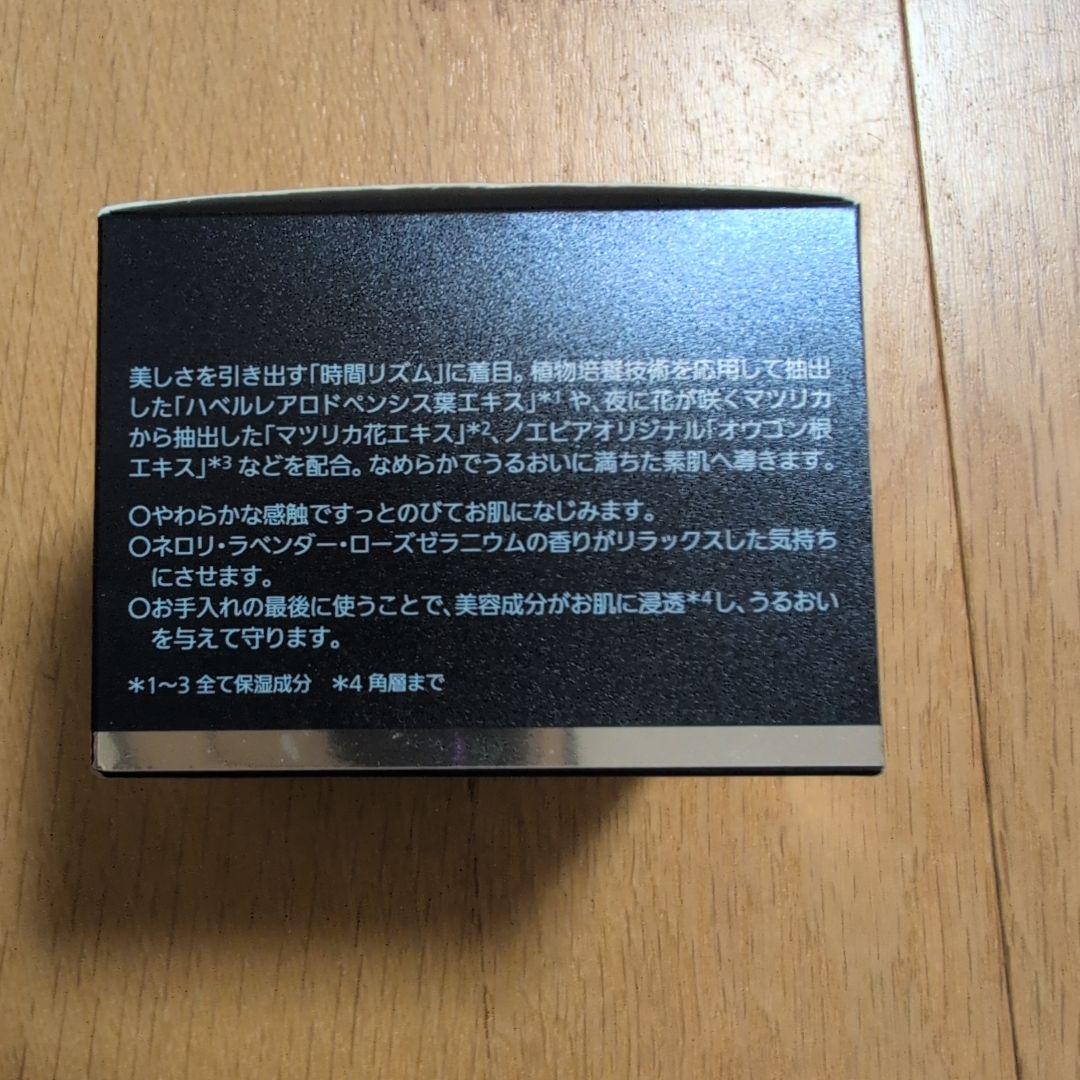 美しさを引き出す「時間リズム」に着目。植物培養技術を応用して抽出
した「ハベルレアロドペンシス葉エキス」*1 や、夜に花が咲くマツリカ
から抽出した「マツリカ花エキス」*2、ノエビアオリジナル「オウゴン根
エキス」*3 などを配合。なめらかでうるおいに満ちた素肌へ導きます。
○やわらかな感触ですっとのびてお肌になじみます。
○ネロリ・ラベンダー・ローズゼラニウムの香りがリラックスした気持ち
にさせます。
○お手入れの最後に使うことで、美容成分がお肌に浸透*4し、うるおい
を与えて守ります。
*1～3 全て保湿成分　*4 角層まで